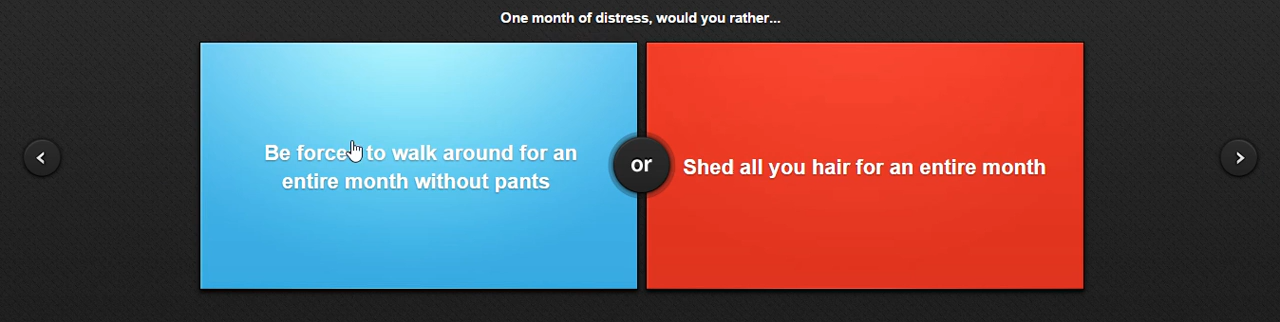 One month of distress, would you rather...
Be forced to walk around for an
entire month without pants
or
Shed all you hair for an entire month